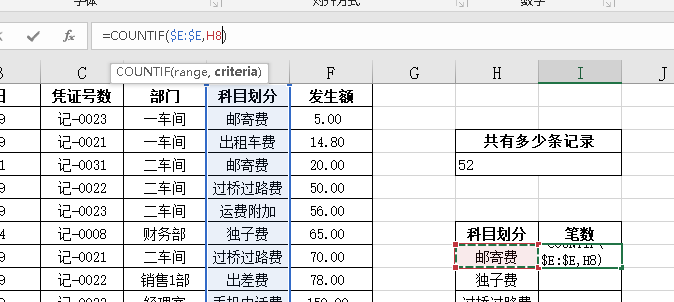 字体
对齐方式
数字
fx =COUNTIF($E:$E,H8)
COUNTIF(range, criteria)
C E F G H I J
凭证号数 部门 科目划分 发生额
9 记-0023 一车间 邮寄费 5.00
9 记-0021 一车间 出租车费 14.80 共有多少条记录
1 记-0031 二车间 邮寄费 20.00 52
9 记-0022 二车间 过桥过路费 50.00
9 记-0023 二车间 运费附加 56.00
4 记-0008 财务部 独子费 65.00 科目划分 笔数
9 记-0021 二车间 过桥过路费 70.00 邮寄费 $E:$E,H8)
9 记-0022 销售1部 出差费 78.00 独子费
记-0022 经理室 手机电话费 150.00 过桥过路费